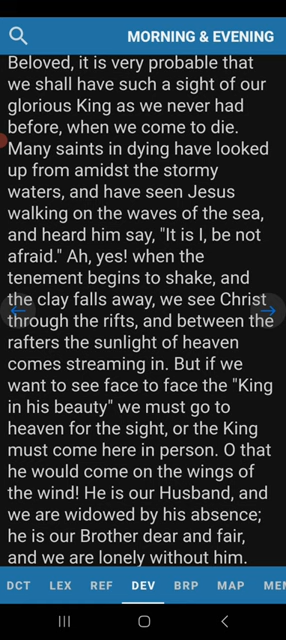 MORNING & EVENING
Beloved, it is very probable that
we shall have such a sight of our
glorious King as we never had
before, when we come to die.
Many saints in dying have looked
up from amidst the stormy
waters, and have seen Jesus
walking on the waves of the sea,
and heard him say, "It is I, be not
afraid." Ah, yes! when the
tenement begins to shake, and
the clay falls away, we see Christ
through the rifts, and between the
rafters the sunlight of heaven
comes streaming in. But if we
want to see face to face the "King
in his beauty" we must go to
heaven for the sight, or the King
must come here in person. O that
he would come on the wings of
the wind! He is our Husband, and
we are widowed by his absence;
he is our Brother dear and fair,
and we are lonely without him.
DCT LEX REF DEV BRP MAP MEM